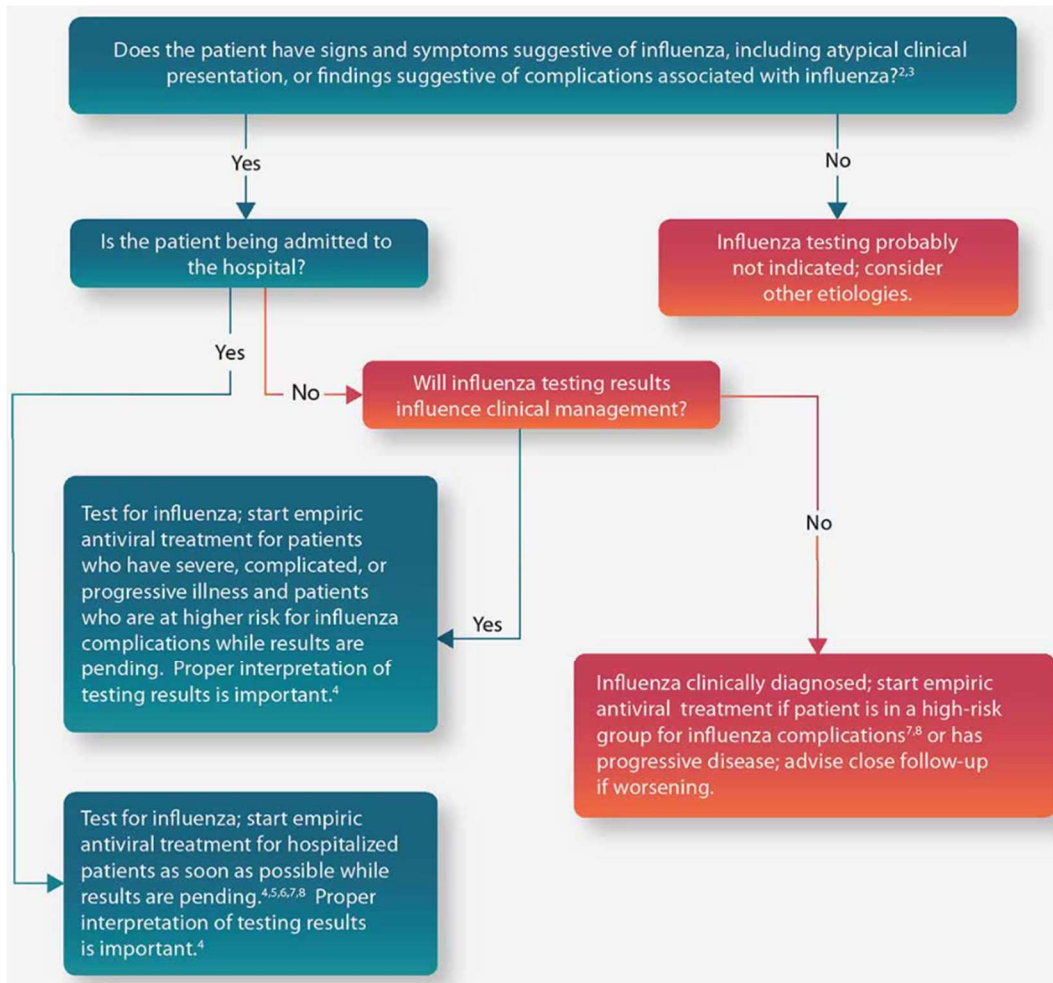 Does the patient have signs and symptoms suggestive of influenza, including atypical clinical
presentation, or findings suggestive of complications associated with influenza?2,3
Yes
No
Is the patient being admitted to
the hospital?
Influenza testing probably
not indicated; consider
other etiologies.
Yes
No
Will influenza testing results
influence clinical management?
Test for influenza; start empiric
antiviral treatment for patients
who have severe, complicated, or
progressive illness and patients
who are at higher risk for influenza
complications while results are
pending. Proper interpretation of
testing results is important.4
Yes
No
Influenza clinically diagnosed; start empiric
antiviral treatment if patient is in a high-risk
group for influenza complications7,8 or has
progressive disease; advise close follow-up
if worsening.
Test for influenza; start empiric
antiviral treatment for hospitalized
patients as soon as possible while
results are pending.4,5,6,7,8 Proper
interpretation of testing results
is important.4